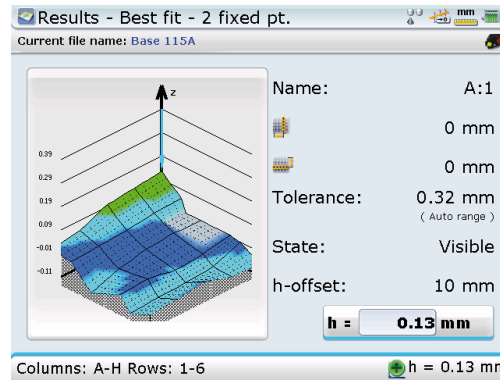 Results - Best fit - 2 fixed pt.
mm
Current file name: Base 115A
z
0.39
0.29
0.19
0.09
-0.01
-0.11
Name: A:1
0 mm
0 mm
Tolerance: 0.32 mm
( Auto range )
State: Visible
h-offset: 10 mm
h = 0.13 mm
Columns: A-H Rows: 1-6
h = 0.13 mm